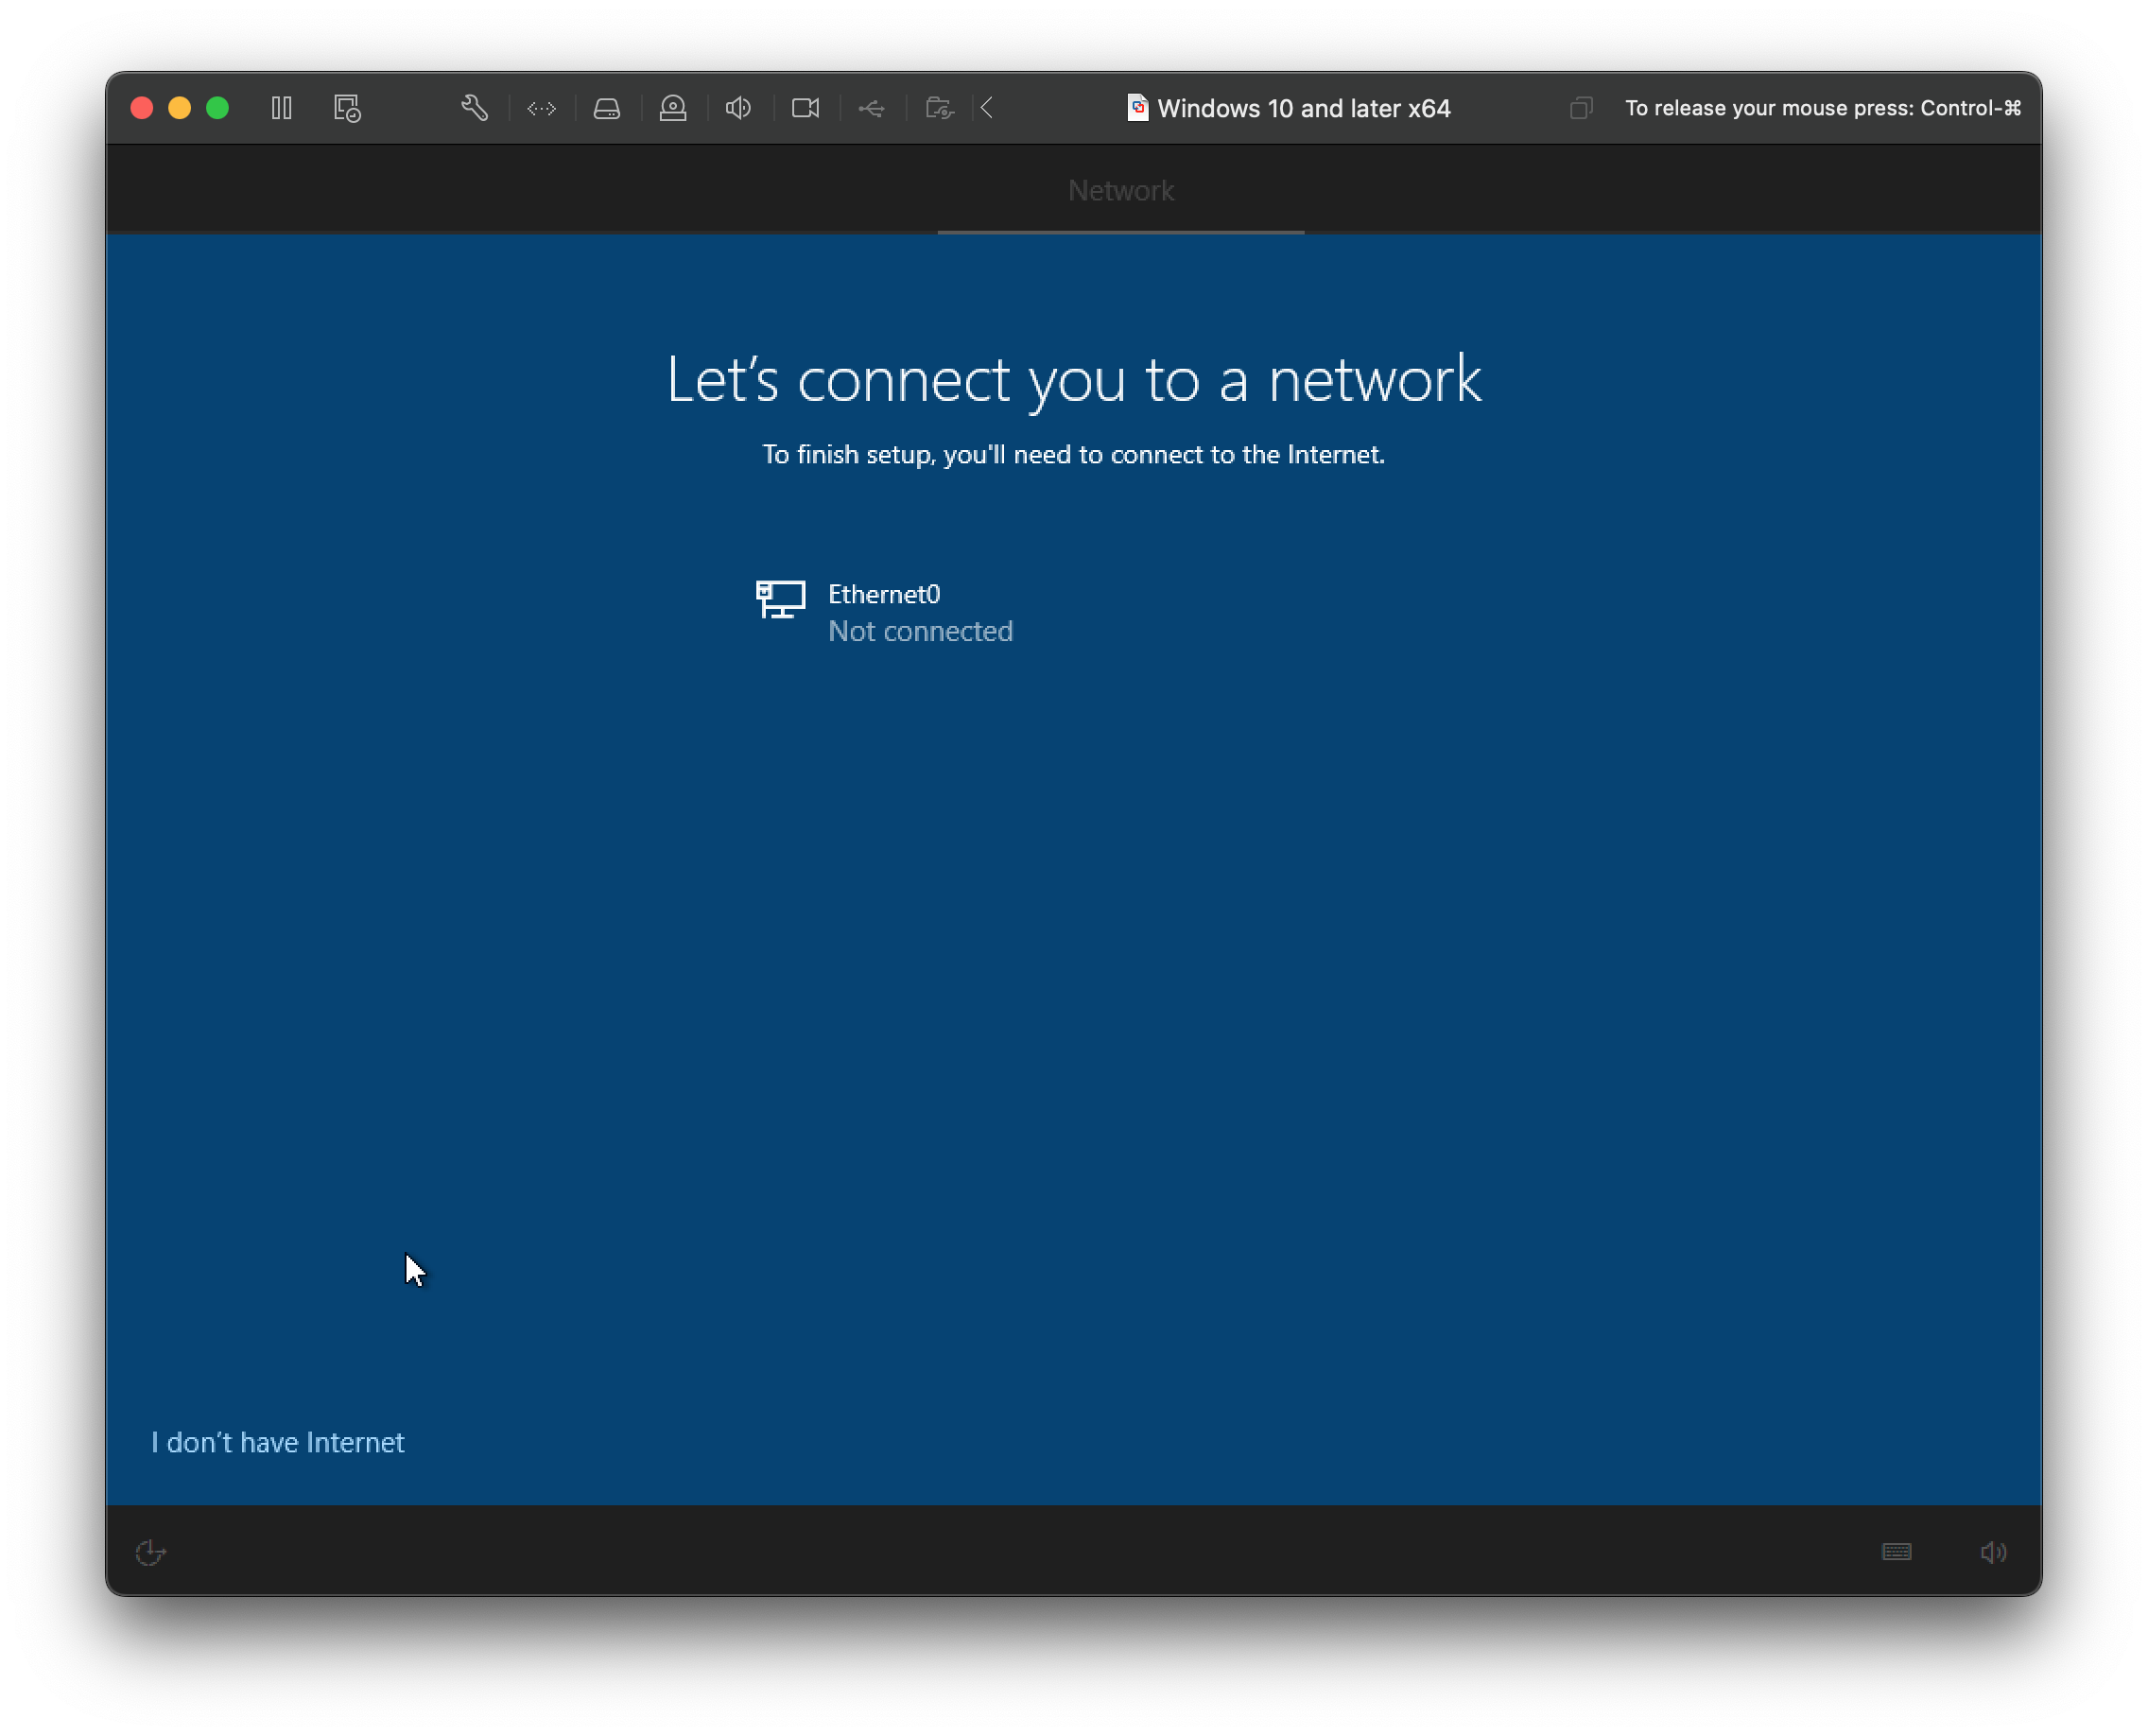 Windows 10 and later x64
To release your mouse press: Control-⌘
Network
Let’s connect you to a network
To finish setup, you'll need to connect to the Internet.
Ethernet0
Not connected
I don’t have Internet